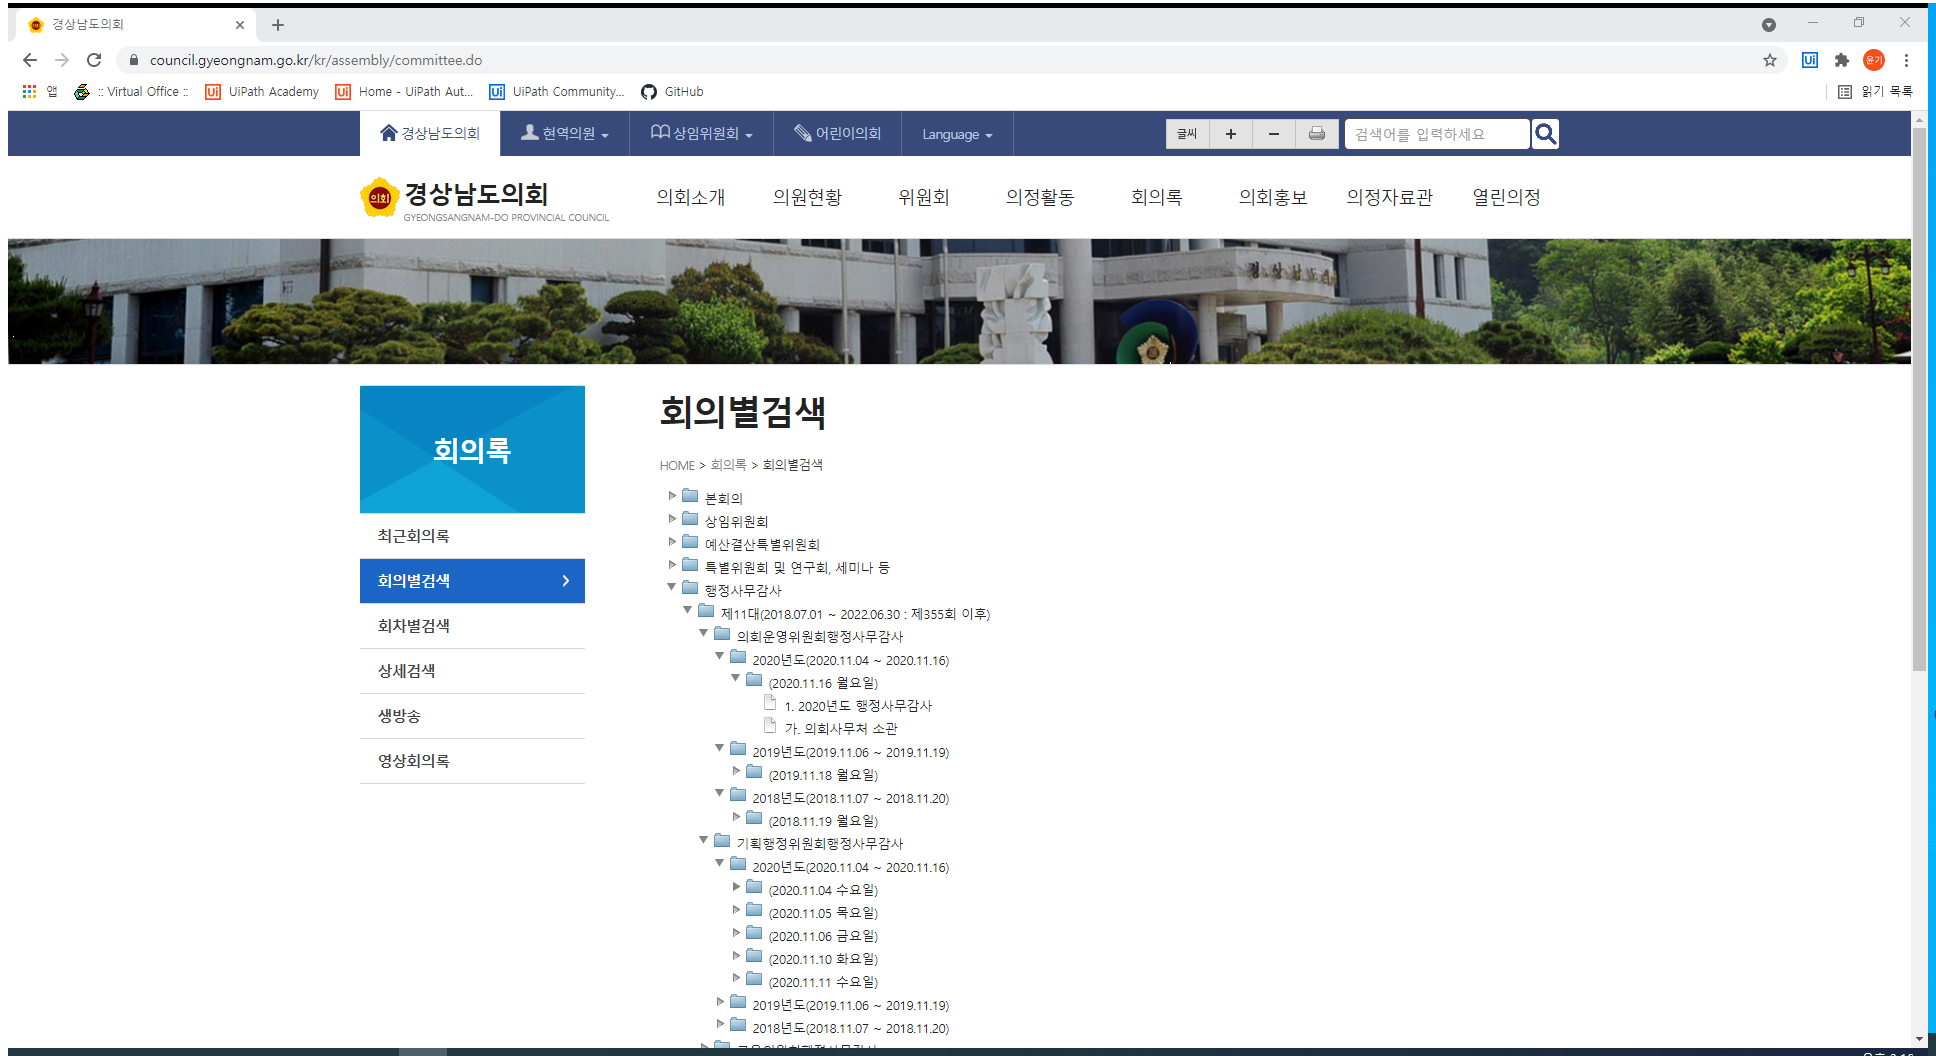 경상남도의회
council.gyeongnam.go.kr/kr/assembly/committee.do
윤기
앱 :: Virtual Office :: UiPath Academy Home - UiPath Aut... UiPath Community... GitHub 읽기 목록
경상남도의회 현역의원 상임위원회 어린이의회 Language 글씨 + − 검색어를 입력하세요
의회 경상남도의회
GYEONGSANGNAM-DO PROVINCIAL COUNCIL
의회소개 의원현황 위원회 의정활동 회의록 의회홍보 의정자료관 열린의정
회의록
최근회의록
회의별검색
회차별검색
상세검색
생방송
영상회의록
회의별검색
HOME > 회의록 > 회의별검색
본회의
상임위원회
예산결산특별위원회
특별위원회 및 연구회, 세미나 등
행정사무감사
제11대(2018.07.01 ~ 2022.06.30 : 제355회 이후)
의회운영위원회행정사무감사
2020년도(2020.11.04 ~ 2020.11.16)
(2020.11.16 월요일)
1. 2020년도 행정사무감사
가. 의회사무처 소관
2019년도(2019.11.06 ~ 2019.11.19)
(2019.11.18 월요일)
2018년도(2018.11.07 ~ 2018.11.20)
(2018.11.19 월요일)
기획행정위원회행정사무감사
2020년도(2020.11.04 ~ 2020.11.16)
(2020.11.04 수요일)
(2020.11.05 목요일)
(2020.11.06 금요일)
(2020.11.10 화요일)
(2020.11.11 수요일)
2019년도(2019.11.06 ~ 2019.11.19)
2018년도(2018.11.07 ~ 2018.11.20)